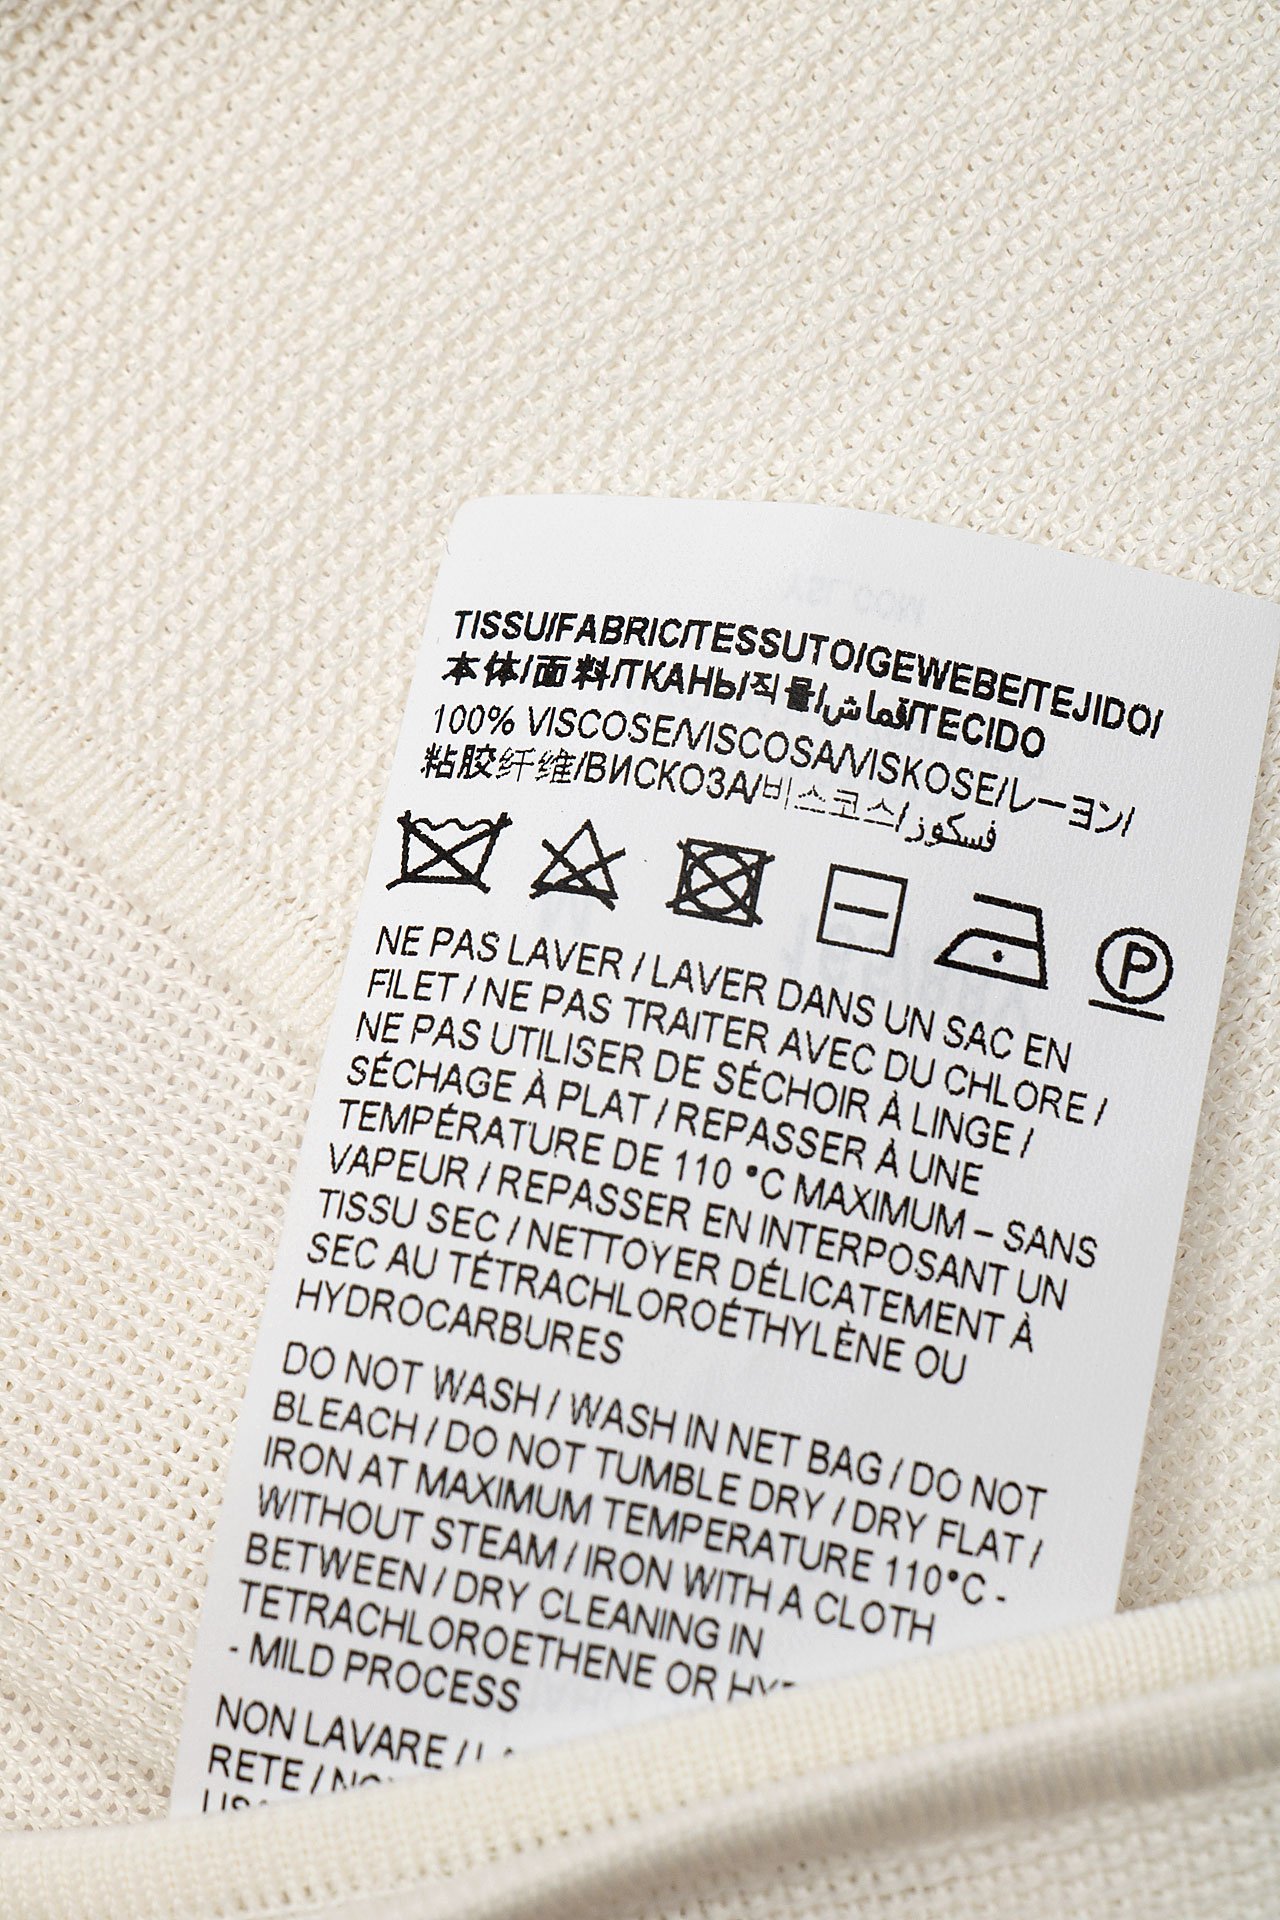 TISSU/FABRIC/TESSUTO/GEWEBE/TEJIDO/
本体/面料/ТКАНЬ/직물/قماش/TECIDO
100% VISCOSE/VISCOSA/VISKOSE/レーヨン/
粘胶纤维/ВИСКОЗА/비스코스/فسكوز
P
NE PAS LAVER / LAVER DANS UN SAC EN
FILET / NE PAS TRAITER AVEC DU CHLORE /
NE PAS UTILISER DE SÉCHOIR À LINGE /
SÉCHAGE À PLAT / REPASSER À UNE
TEMPÉRATURE DE 110 °C MAXIMUM – SANS
VAPEUR / REPASSER EN INTERPOSANT UN
TISSU SEC / NETTOYER DÉLICATEMENT À
SEC AU TÉTRACHLOROÉTHYLÈNE OU
HYDROCARBURES
DO NOT WASH / WASH IN NET BAG / DO NOT
BLEACH / DO NOT TUMBLE DRY / DRY FLAT /
IRON AT MAXIMUM TEMPERATURE 110°C -
WITHOUT STEAM / IRON WITH A CLOTH
BETWEEN / DRY CLEANING IN
TETRACHLOROETHENE OR
- MILD PROCESS
NON LAVARE /
RETE /